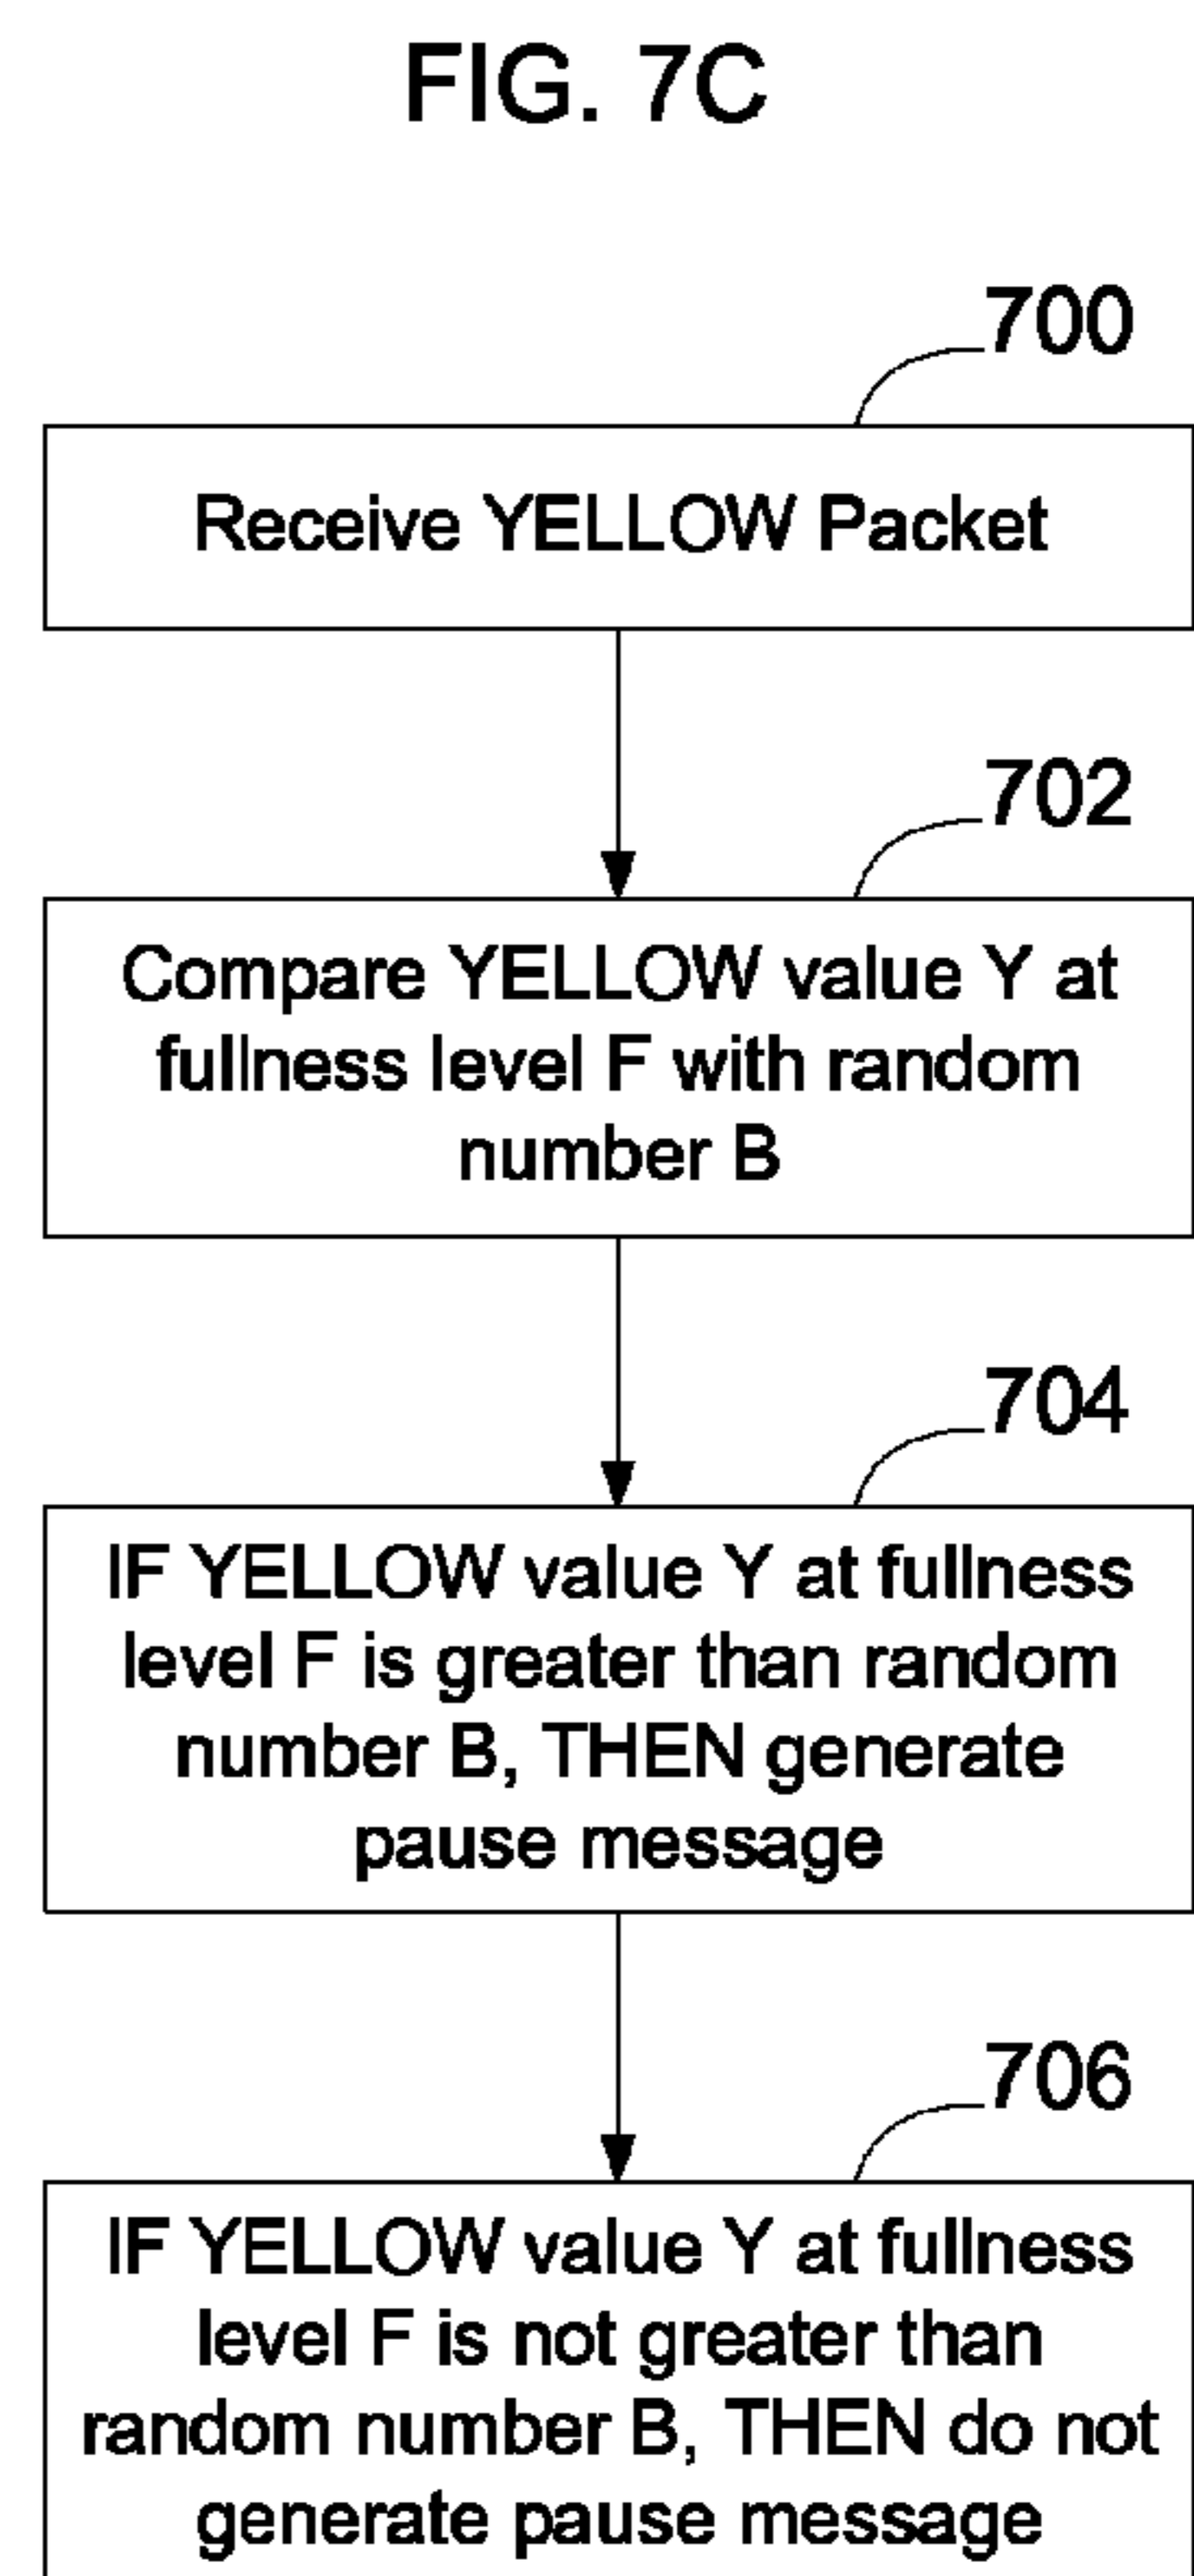 FIG. 7C
700
Receive YELLOW Packet
702
Compare YELLOW value Y at
fullness level F with random
number B
704
IF YELLOW value Y at fullness
level F is greater than random
number B, THEN generate
pause message
706
IF YELLOW value Y at fullness
level F is not greater than
random number B, THEN do not
generate pause message